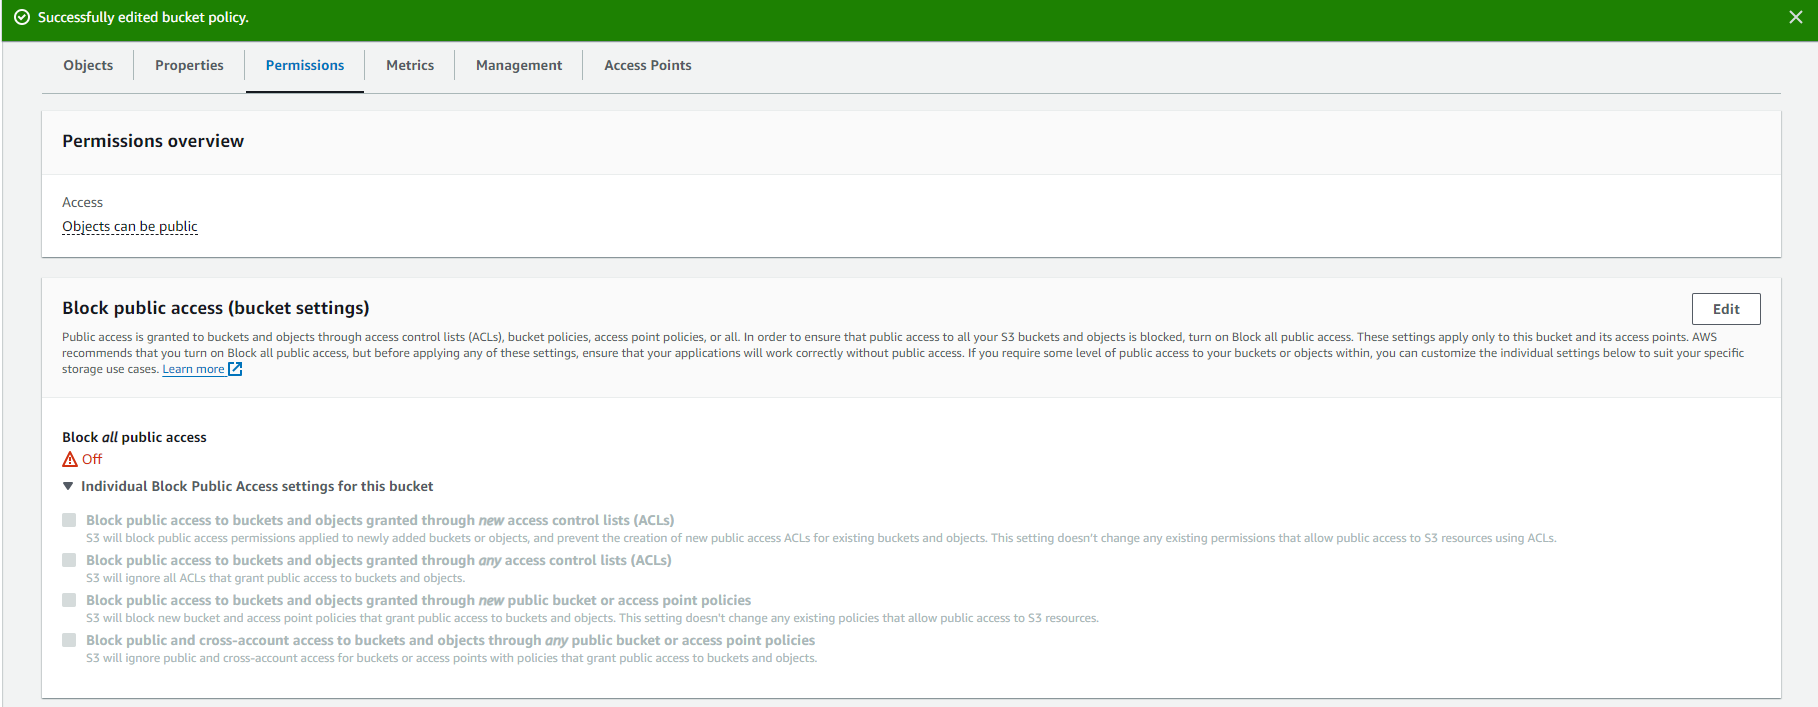 Successfully edited bucket policy.
Objects
Properties
Permissions
Metrics
Management
Access Points
Permissions overview
Access
Objects can be public
Block public access (bucket settings)
Edit
Public access is granted to buckets and objects through access control lists (ACLs), bucket policies, access point policies, or all. In order to ensure that public access to all your S3 buckets and objects is blocked, turn on Block all public access. These settings apply only to this bucket and its access points. AWS
recommends that you turn on Block all public access, but before applying any of these settings, ensure that your applications will work correctly without public access. If you require some level of public access to your buckets or objects within, you can customize the individual settings below to suit your specific
storage use cases. Learn more
Block all public access
Off
Individual Block Public Access settings for this bucket
Block public access to buckets and objects granted through new access control lists (ACLs)
S3 will block public access permissions applied to newly added buckets or objects, and prevent the creation of new public access ACLs for existing buckets and objects. This setting doesn't change any existing permissions that allow public access to S3 resources using ACLs.
Block public access to buckets and objects granted through any access control lists (ACLs)
S3 will ignore all ACLs that grant public access to buckets and objects.
Block public access to buckets and objects granted through new public bucket or access point policies
S3 will block new bucket and access point policies that grant public access to buckets and objects. This setting doesn't change any existing policies that allow public access to S3 resources.
Block public and cross-account access to buckets and objects through any public bucket or access point policies
S3 will ignore public and cross-account access for buckets or access points with policies that grant public access to buckets and objects.